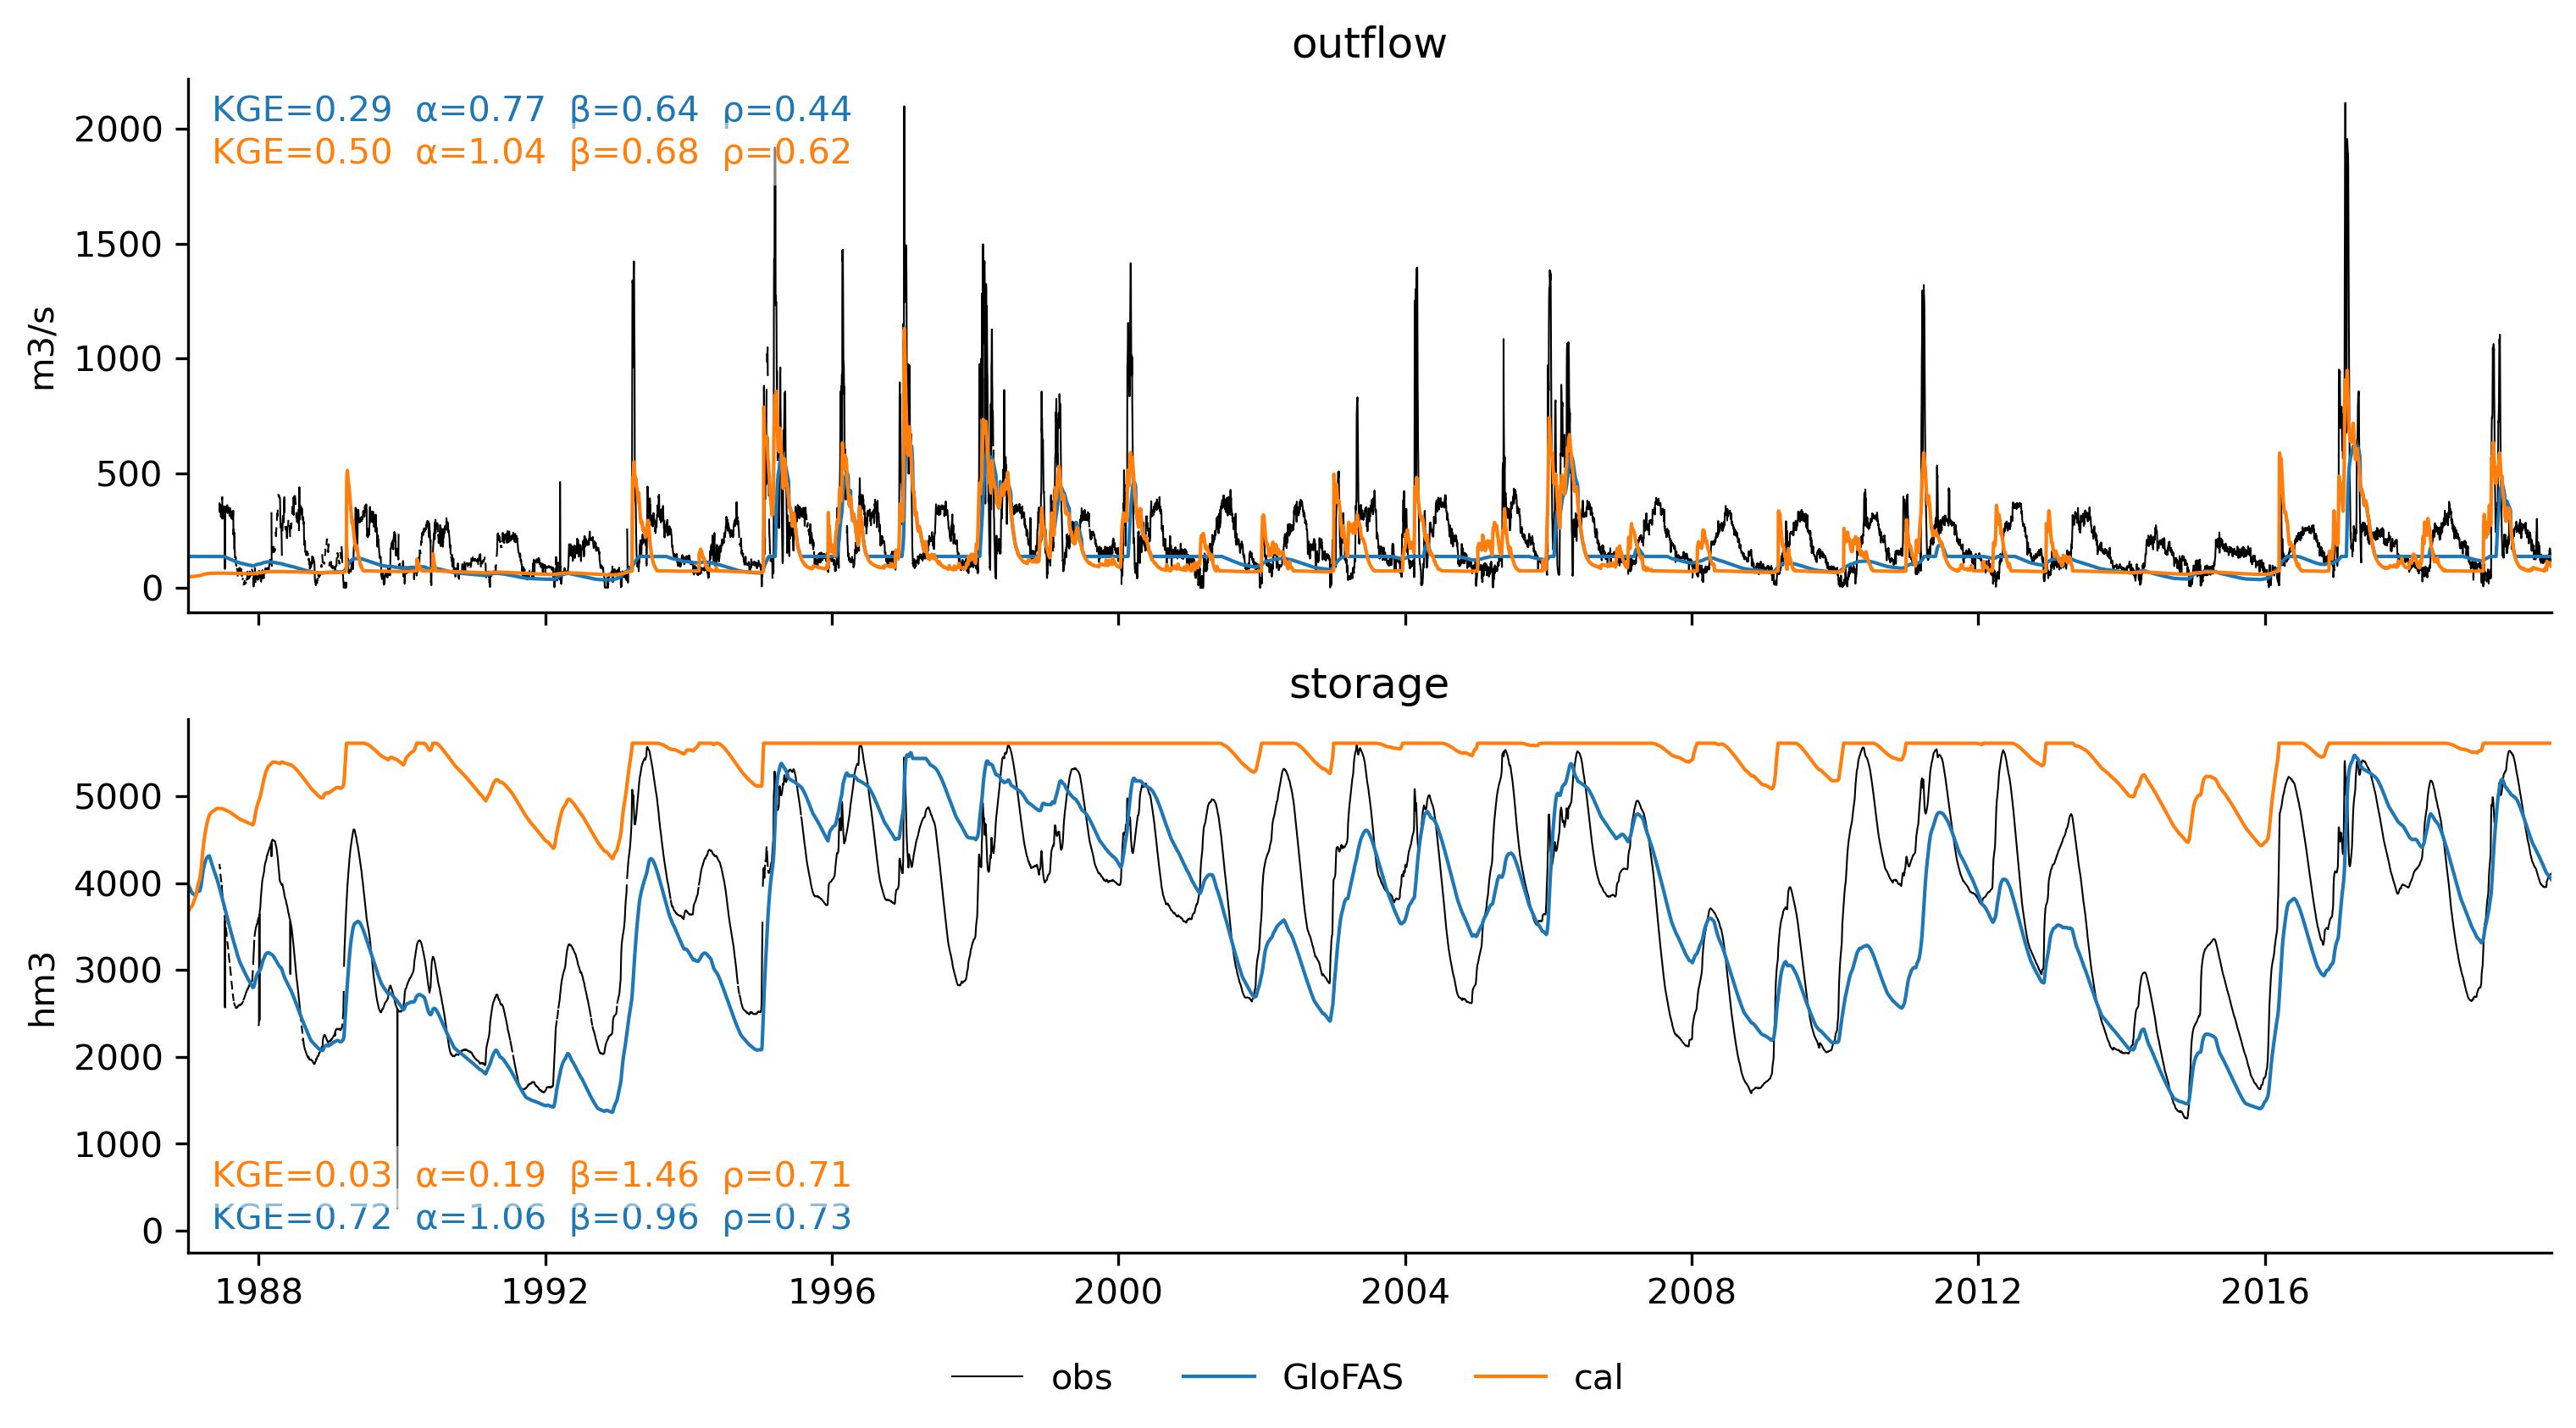 outflow
KGE=0.29 α=0.77 β=0.64 ρ=0.44
KGE=0.50 α=1.04 β=0.68 ρ=0.62
2000
1500
1000
500
0
m3/s
storage
5000
4000
3000
2000
1000
0
hm3
KGE=0.03 α=0.19 β=1.46 ρ=0.71
KGE=0.72 α=1.06 β=0.96 ρ=0.73
1988 1992 1996 2000 2004 2008 2012 2016
obs GloFAS cal